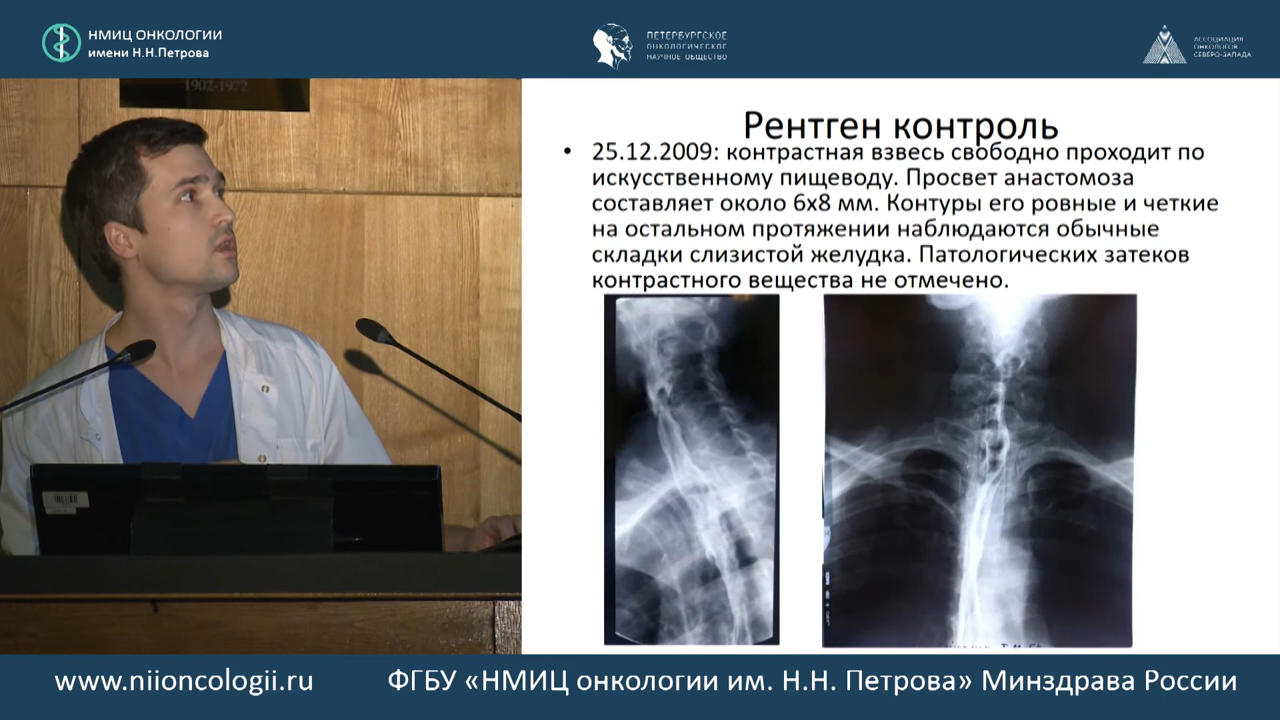 НМИЦ ОНКОЛОГИИ
имени Н.Н.Петрова
ПЕТЕРБУРГСКОЕ
ОНКОЛОГИЧЕСКОЕ
НАУЧНОЕ ОБЩЕСТВО
АССОЦИАЦИЯ
ОНКОЛОГОВ
СЕВЕРО-ЗАПАДА
1902-1972
Рентген контроль
• 25.12.2009: контрастная взвесь свободно проходит по
искусственному пищеводу. Просвет анастомоза
составляет около 6х8 мм. Контуры его ровные и четкие
на остальном протяжении наблюдаются обычные
складки слизистой желудка. Патологических затеков
контрастного вещества не отмечено.
www.niioncologii.ru
ФГБУ «НМИЦ онкологии им. Н.Н. Петрова» Минздрава России